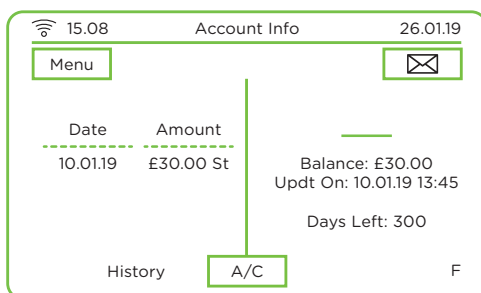 15.08 Account Info 26.01.19
Menu
Date Amount
10.01.19 £30.00 St
Balance: £30.00
Updt On: 10.01.19 13:45
Days Left: 300
History A/C F